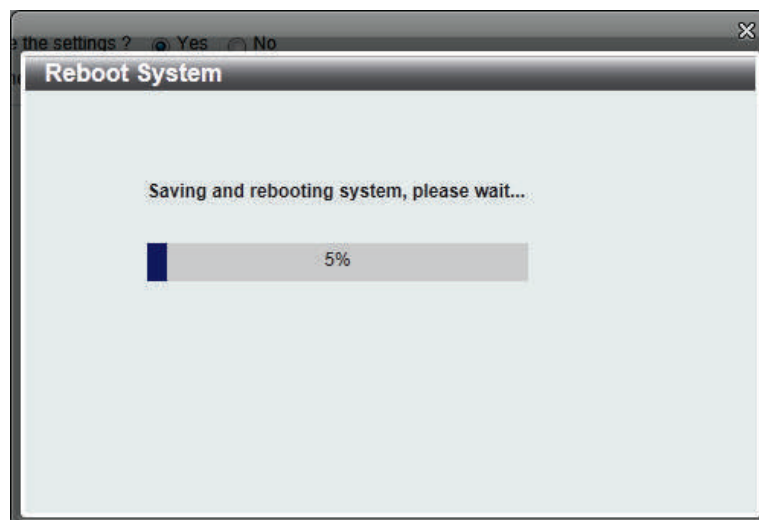 the settings ? Yes No
Reboot System
Saving and rebooting system, please wait...
5%